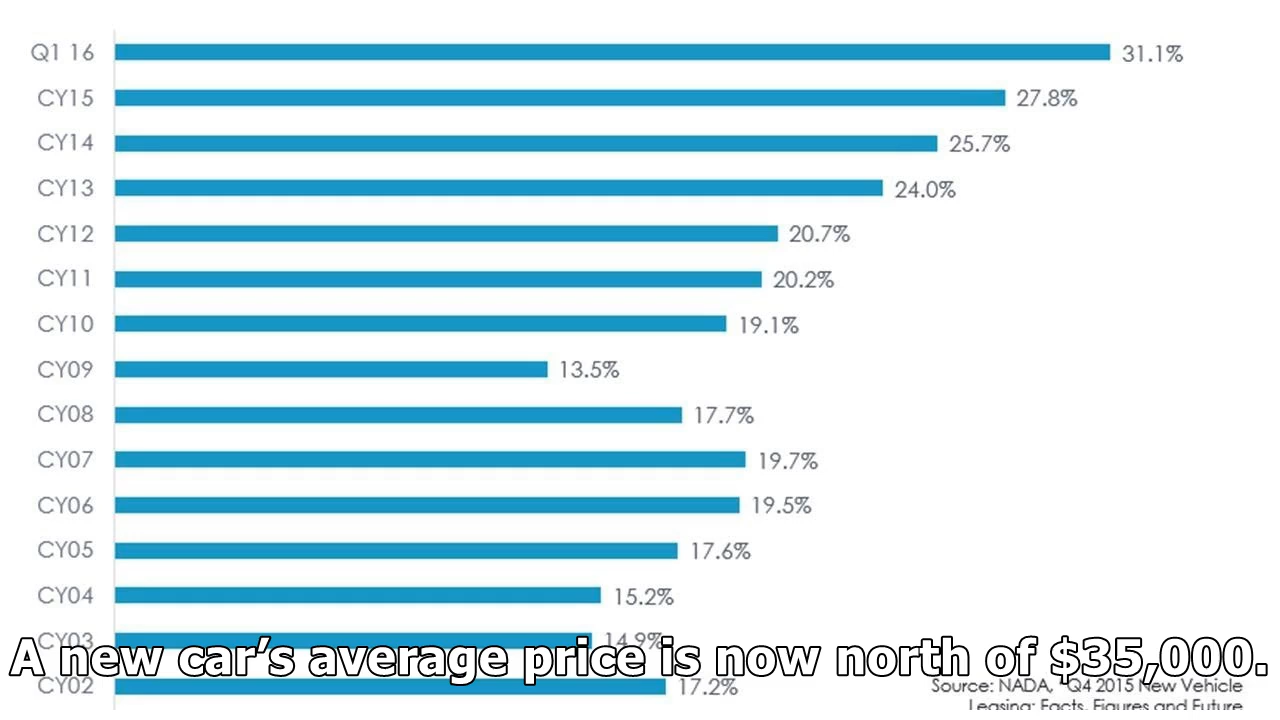 Q1 16 31.1%
CY15 27.8%
CY14 25.7%
CY13 24.0%
CY12 20.7%
CY11 20.2%
CY10 19.1%
CY09 13.5%
CY08 17.7%
CY07 19.7%
CY06 19.5%
CY05 17.6%
CY04 15.2%
CY03 14.9%
A new car’s average price is now north of $35,000.
CY02 17.2%
Source: NADA, "Q4 2015 New Vehicle
Leasing: Facts, Figures and Future